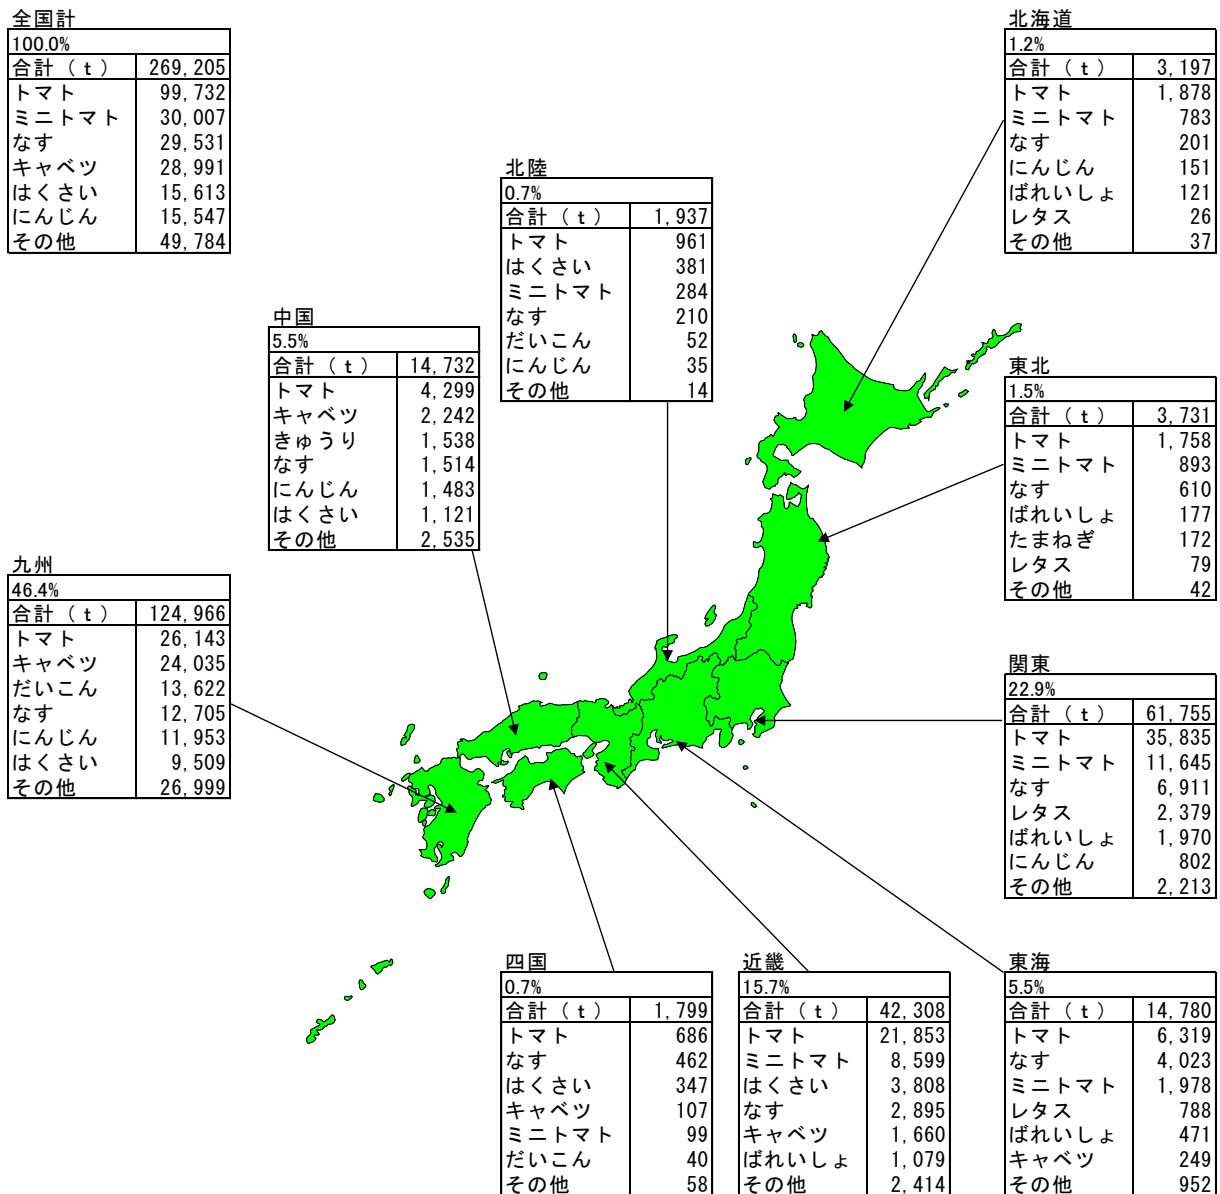 全国計
100.0%
合計（ｔ） 269,205
トマト 99,732
ミニトマト 30,007
なす 29,531
キャベツ 28,991
はくさい 15,613
にんじん 15,547
その他 49,784
北海道
1.2%
合計（ｔ） 3,197
トマト 1,878
ミニトマト 783
なす 201
にんじん 151
ばれいしょ 121
レタス 26
その他 37
北陸
0.7%
合計（ｔ） 1,937
トマト 961
はくさい 381
ミニトマト 284
なす 210
だいこん 52
にんじん 35
その他 14
中国
5.5%
合計（ｔ） 14,732
トマト 4,299
キャベツ 2,242
きゅうり 1,538
なす 1,514
にんじん 1,483
はくさい 1,121
その他 2,535
東北
1.5%
合計（ｔ） 3,731
トマト 1,758
ミニトマト 893
なす 610
ばれいしょ 177
たまねぎ 172
レタス 79
その他 42
九州
46.4%
合計（ｔ） 124,966
トマト 26,143
キャベツ 24,035
だいこん 13,622
なす 12,705
にんじん 11,953
はくさい 9,509
その他 26,999
関東
22.9%
合計（ｔ） 61,755
トマト 35,835
ミニトマト 11,645
なす 6,911
レタス 2,379
ばれいしょ 1,970
にんじん 802
その他 2,213
四国
0.7%
合計（ｔ） 1,799
トマト 686
なす 462
はくさい 347
キャベツ 107
ミニトマト 99
だいこん 40
その他 58
近畿
15.7%
合計（ｔ） 42,308
トマト 21,853
ミニトマト 8,599
はくさい 3,808
なす 2,895
キャベツ 1,660
ばれいしょ 1,079
その他 2,414
東海
5.5%
合計（ｔ） 14,780
トマト 6,319
なす 4,023
ミニトマト 1,978
レタス 788
ばれいしょ 471
キャベツ 249
その他 952